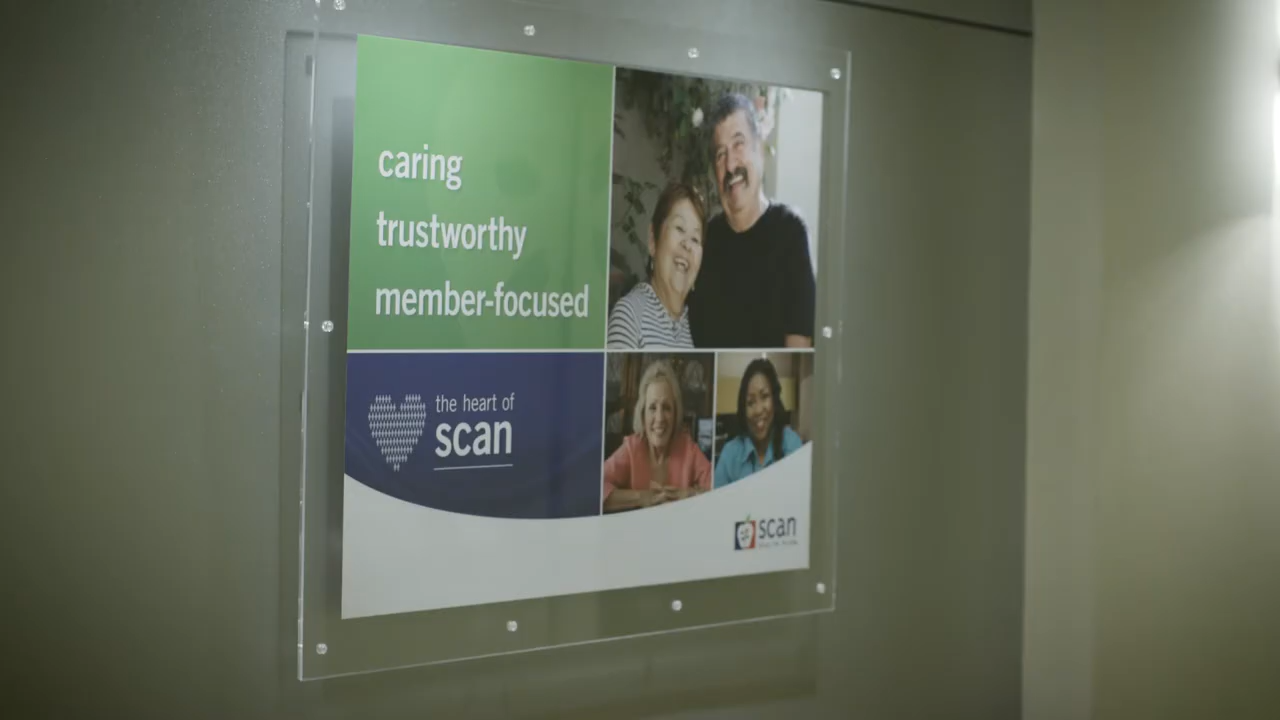 caring
trustworthy
member-focused
the heart of
scan
scan